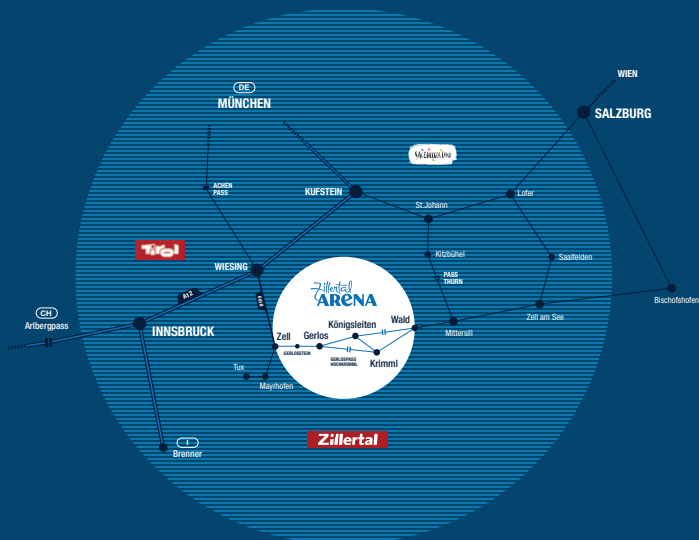 WIEN
DE
MÜNCHEN
SALZBURG
ACHEN
PASS
KUFSTEIN
Lofer
St.Johann
Tirol
Kitzbühel
Saalfelden
WIESING
PASS
THURN
A12
Bischofshofen
CH
Arlbergpass
Zillertal
ARENA
INNSBRUCK
Zell am See
Königsleiten
Wald
Mittersill
Zell
Gerlos
GERLOSSTEIN
GERLOSPASS
HOCHKRIMML
Krimml
Tux
Mayrhofen
Zillertal
I
Brenner